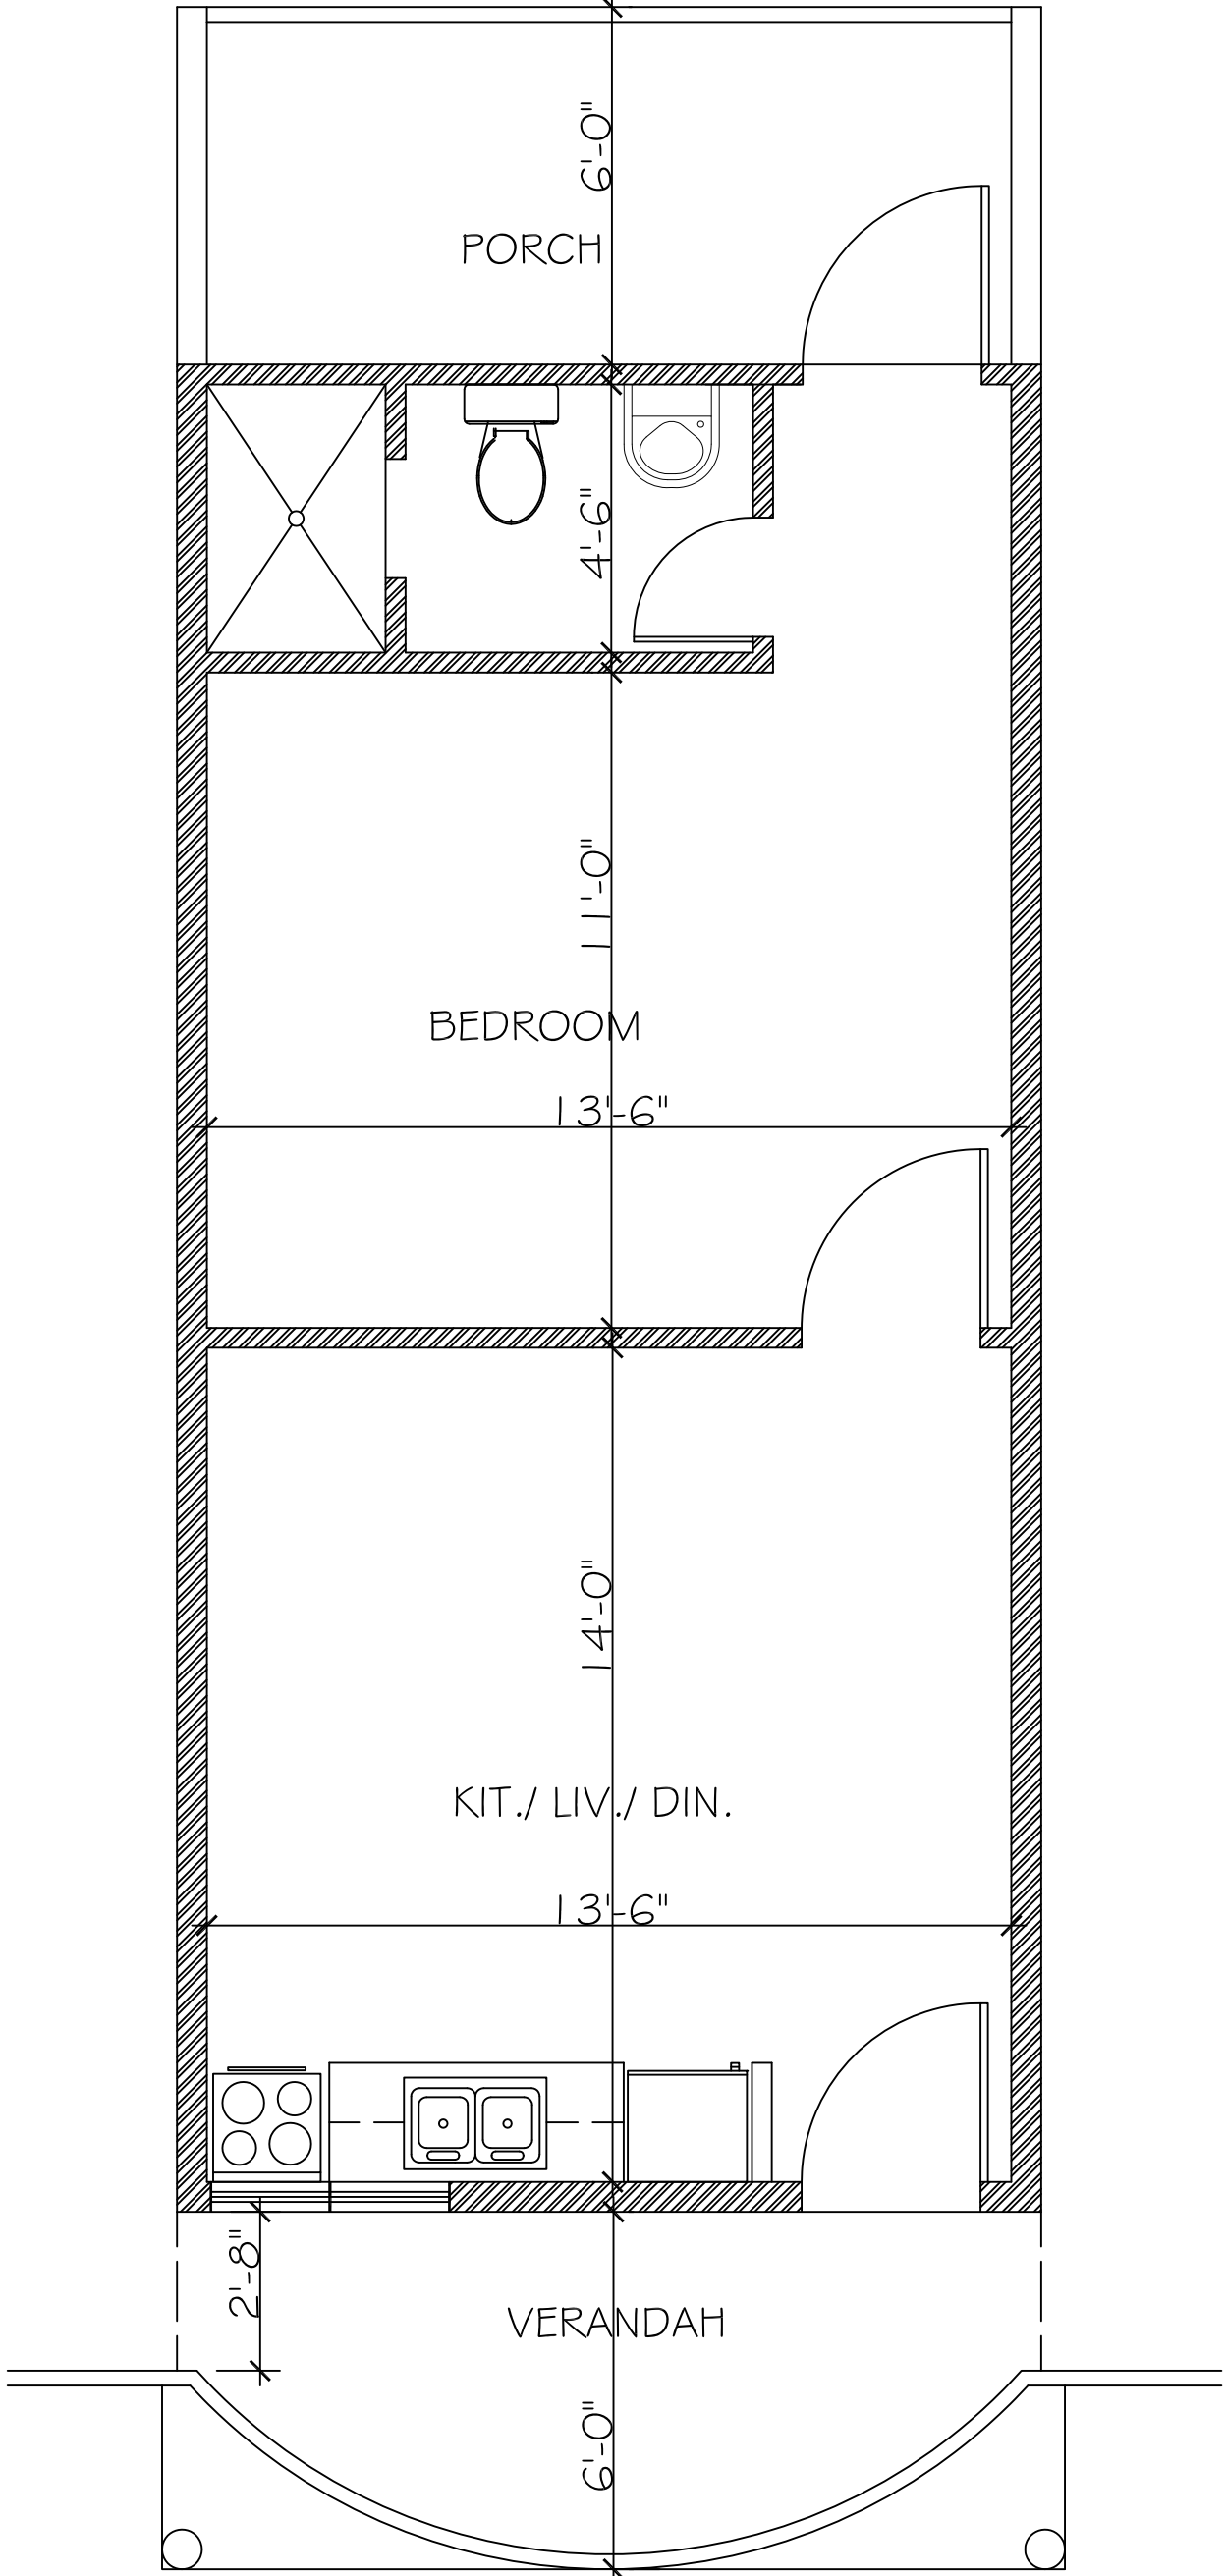 6'-0"
PORCH
4'-6"
11'-0"
BEDROOM
13'-6"
14'-0"
KIT./ LIV./ DIN.
13'-6"
2'-8"
VERANDAH
6'-0"